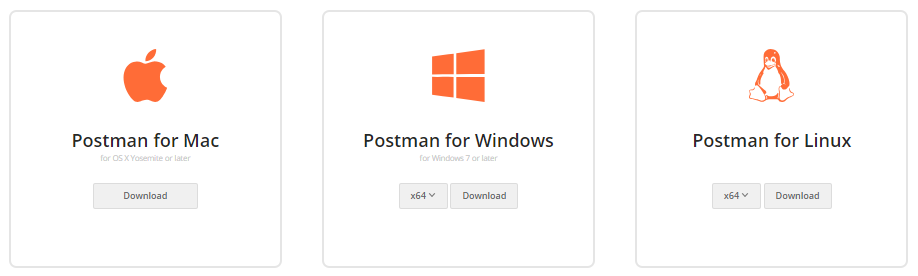 Postman for Mac
for OS X Yosemite or later
Download
Postman for Windows
for Windows 7 or later
x64 Download
Postman for Linux
x64 Download